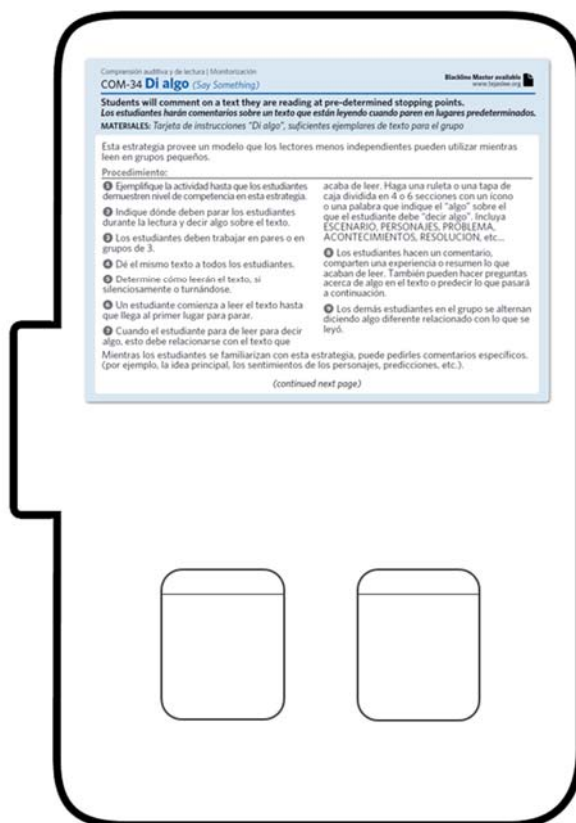 Comprensión auditiva y de lectura | Monitorización
COM-34 Di algo (Say Something)
Blackline Master available
www.tejaslee.org
Students will comment on a text they are reading at pre-determined stopping points.
Los estudiantes harán comentarios sobre un texto que están leyendo cuando paren en lugares predeterminados.
MATERIALES: Tarjeta de instrucciones "Di algo", suficientes ejemplares de texto para el grupo
Esta estrategia provee un modelo que los lectores menos independientes pueden utilizar mientras
leen en grupos pequeños.
Procedimiento:
1 Ejemplifique la actividad hasta que los estudiantes
demuestren nivel de competencia en esta estrategia.
2 Indique dónde deben parar los estudiantes
durante la lectura y decir algo sobre el texto.
3 Los estudiantes deben trabajar en pares o en
grupos de 3.
4 Dé el mismo texto a todos los estudiantes.
5 Determine cómo leerán el texto, si
silenciosamente o turnándose.
6 Un estudiante comienza a leer el texto hasta
que llega al primer lugar para parar.
7 Cuando el estudiante para de leer para decir
algo, esto debe relacionarse con el texto que
acaba de leer. Haga una ruleta o una tapa de
caja dividida en 4 o 6 secciones con un ícono
o una palabra que indique el "algo" sobre el
que el estudiante debe "decir algo". Incluya
ESCENARIO, PERSONAJES, PROBLEMA,
ACONTECIMIENTOS, RESOLUCION, etc...
8 Los estudiantes hacen un comentario,
comparten una experiencia o resumen lo que
acaban de leer. También pueden hacer preguntas
acerca de algo en el texto o predecir lo que pasará
a continuación.
9 Los demás estudiantes en el grupo se alternan
diciendo algo diferente relacionado con lo que se
leyó.
Mientras los estudiantes se familiarizan con esta estrategia, puede pedirles comentarios específicos.
(por ejemplo, la idea principal, los sentimientos de los personajes, predicciones, etc.).
(continued next page)